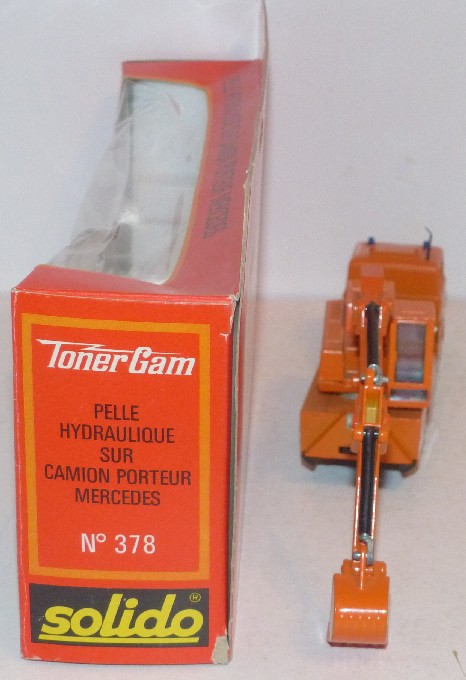 TonerGam
PELLE
HYDRAULIQUE
SUR
CAMION PORTEUR
MERCEDES
N° 378
solido ®